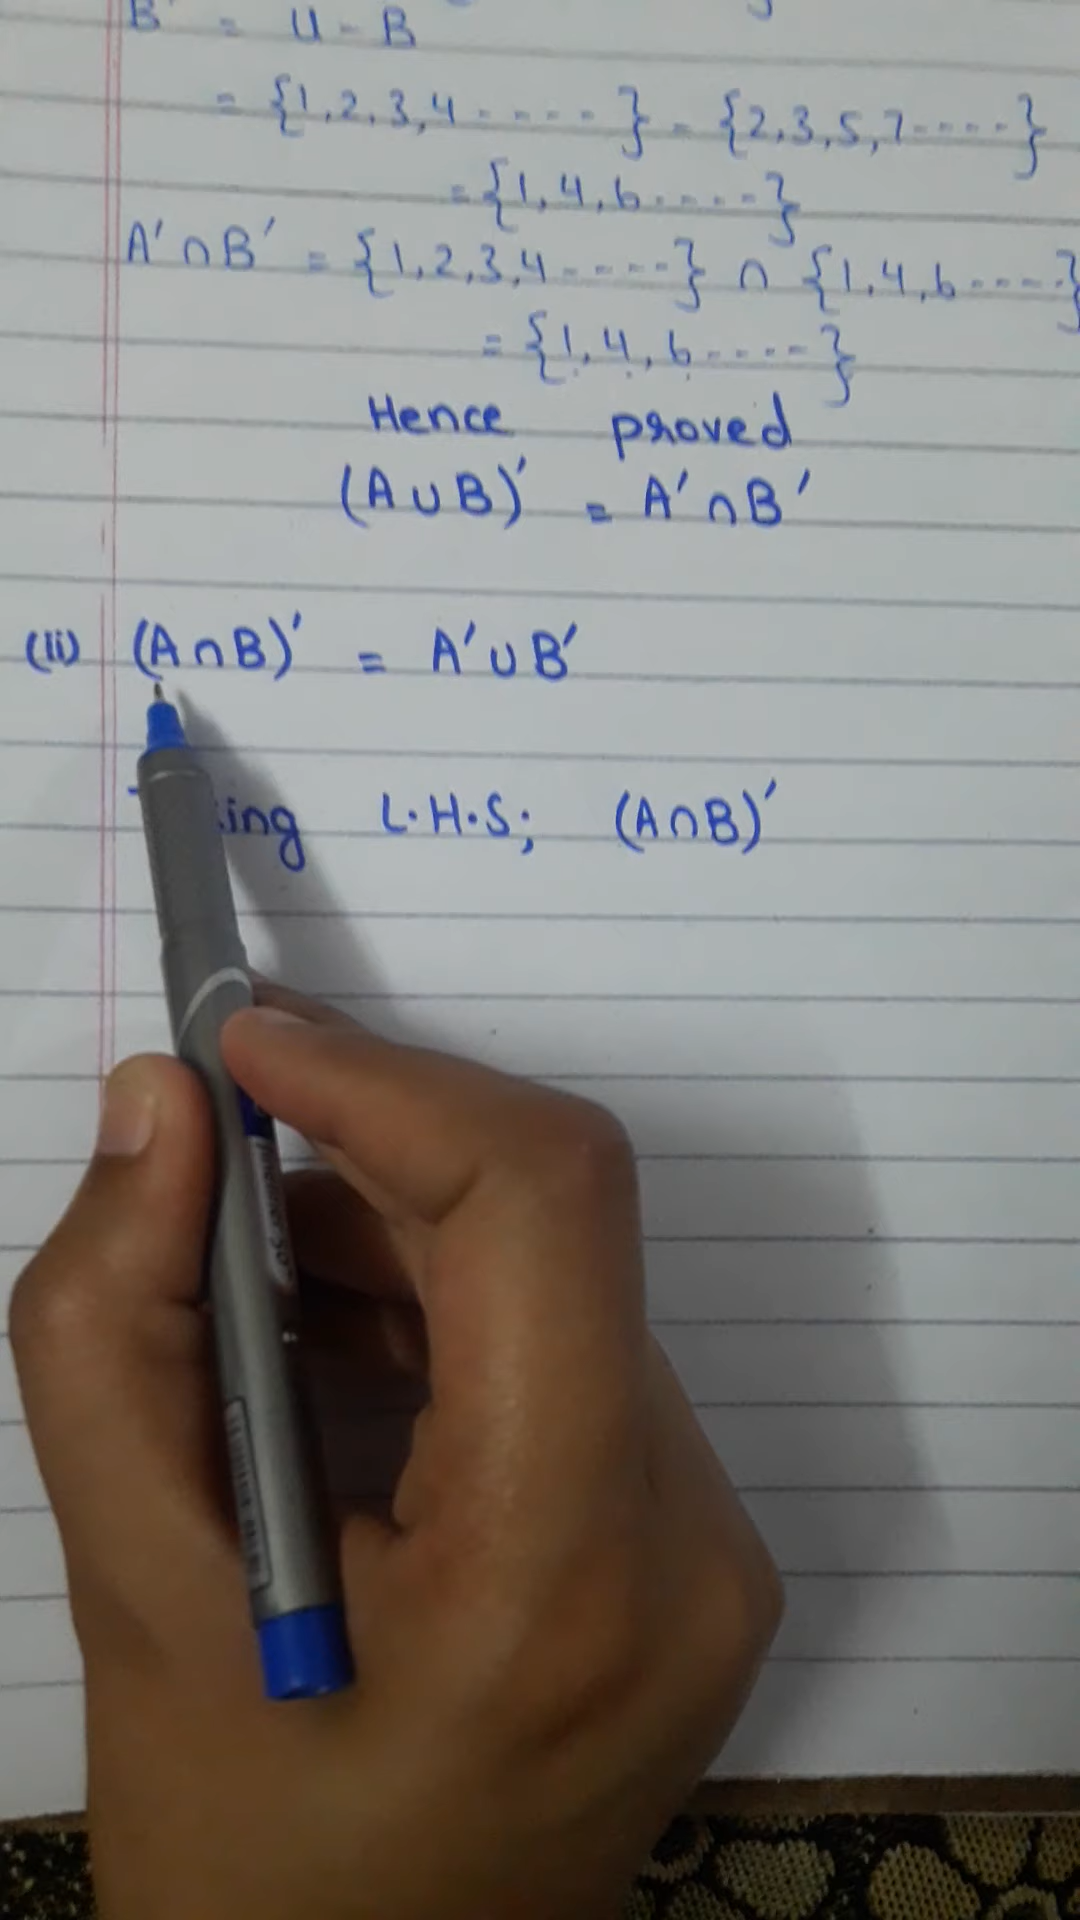 B' = U - B
= {1,2,3,4-----} - {2,3,5,7----}
= {1,4,6-----}
A' ∩ B' = {1,2,3,4-----} ∩ {1,4,6----}
= {1,4,6----}
Hence proved
(A∪B)' = A' ∩ B'
(ii) (A∩B)' = A' ∪ B'
L.H.S; (A∩B)'